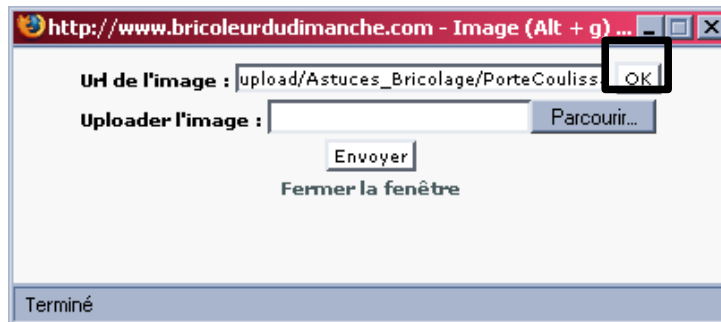 http://www.bricoleurdudimanche.com - Image (Alt + g) ...
Url de l'image : upload/Astuces_Bricolage/PorteCouliss OK
Uploader l'image : Parcourir...
Envoyer
Fermer la fenêtre
Terminé